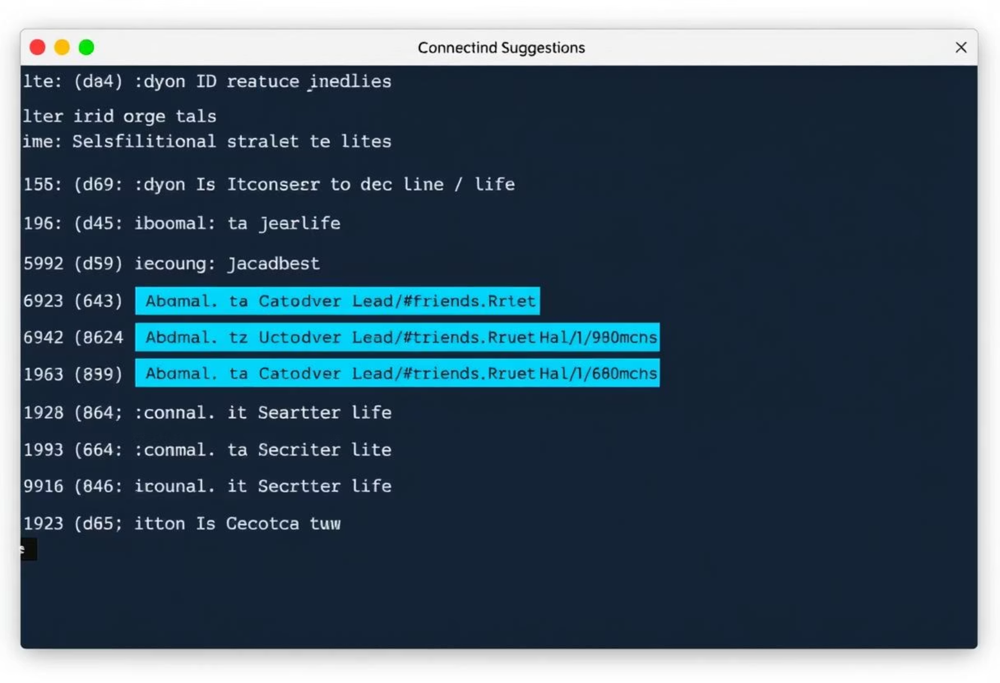 Connectind Suggestions
lte: (da4) :dyon ID reatuce jnedlies
lter irid orge tals
ime: Selsfilitional stralet te lites
155: (d69: :dyon Is Itconseer to dec line / life
196: (d45: iboomal: ta Jearlife
5992 (d59) iecoung: Jacadbest
6923 (643) Abamal. ta Catodver Lead/#friends.Rrtet
6942 (8624 Abdmal. tz Uctodver Lead/#triends.Rruet Hal/1/980mcns
1963 (899) Abamal. ta Catodver Lead/#triends.Rruet Hal/1/680mchs
1928 (864; :connal. it Seartter life
1993 (664: :conmal. ta Secriter lite
9916 (846: irounal. it Secrtter life
1923 (d65; itton Is Cecotca tuw